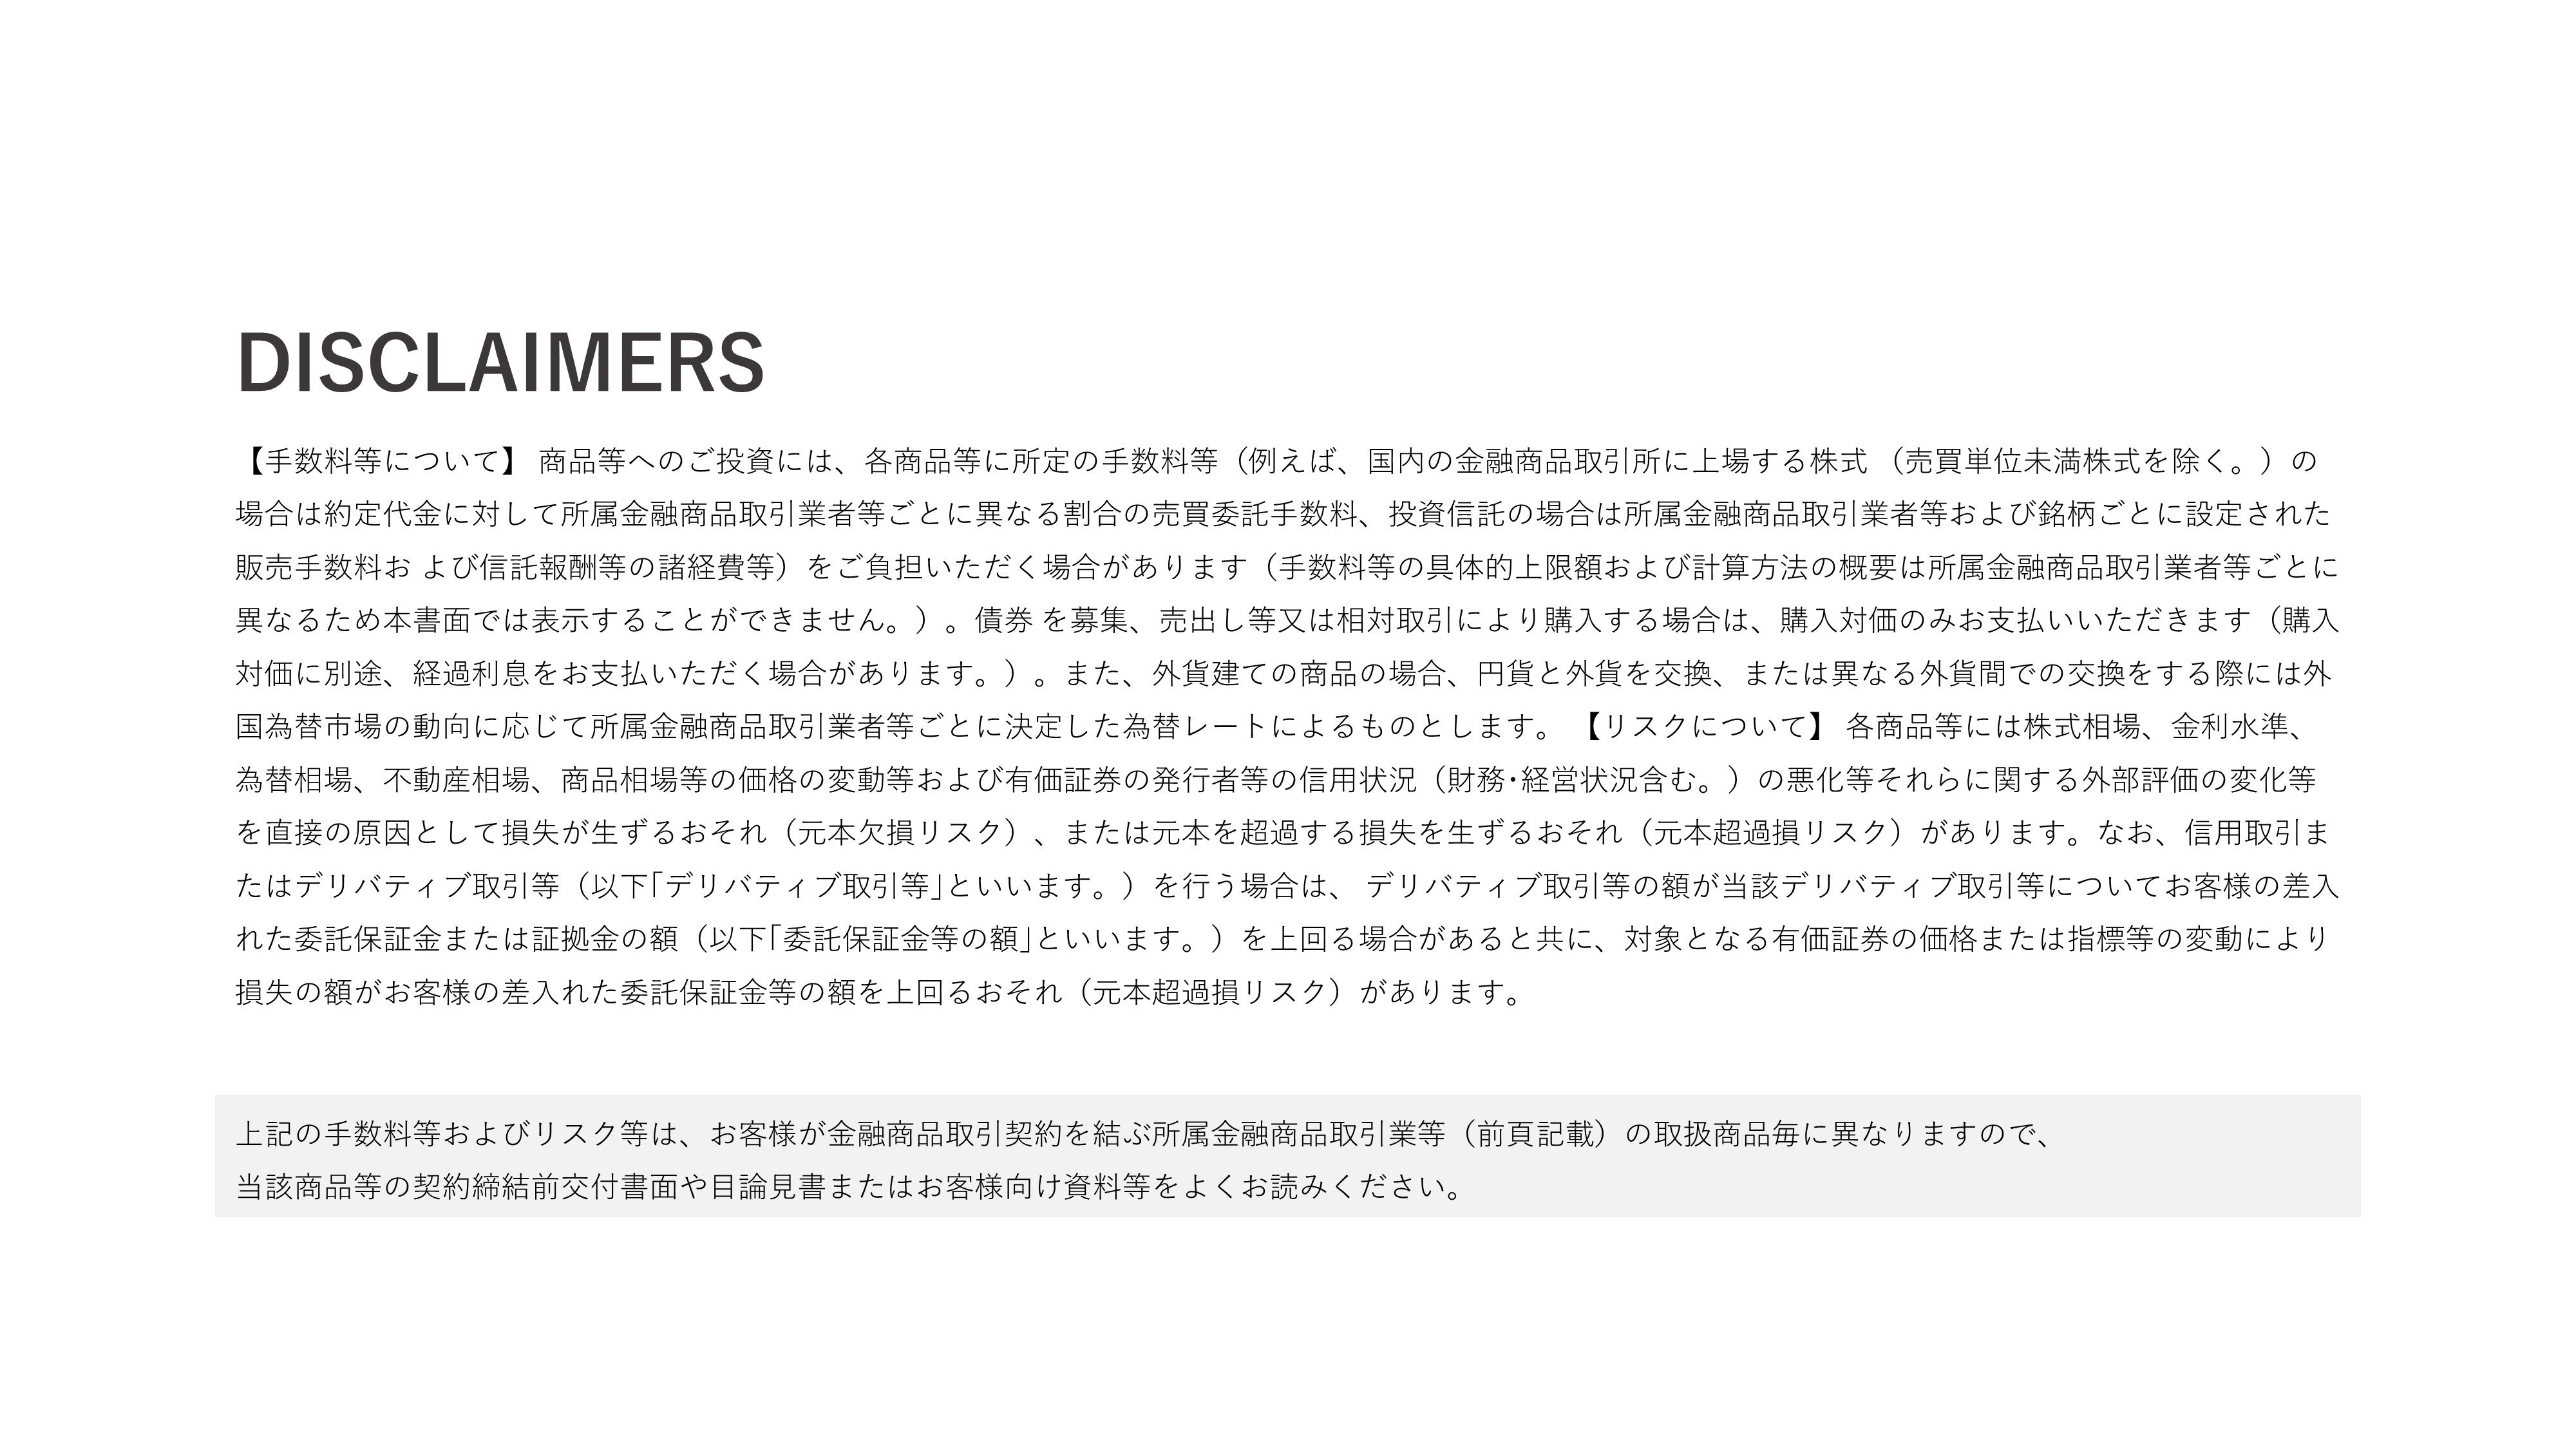 DISCLAIMERS
【手数料等について】 商品等へのご投資には、各商品等に所定の手数料等（例えば、国内の金融商品取引所に上場する株式 （売買単位未満株式を除く。）の
場合は約定代金に対して所属金融商品取引業者等ごとに異なる割合の売買委託手数料、投資信託の場合は所属金融商品取引業者等および銘柄ごとに設定された
販売手数料お よび信託報酬等の諸経費等）をご負担いただく場合があります（手数料等の具体的上限額および計算方法の概要は所属金融商品取引業者等ごとに
異なるため本書面では表示することができません。）。債券 を募集、売出し等又は相対取引により購入する場合は、購入対価のみお支払いいただきます（購入
対価に別途、経過利息をお支払いただく場合があります。）。また、外貨建ての商品の場合、円貨と外貨を交換、または異なる外貨間での交換をする際には外
国為替市場の動向に応じて所属金融商品取引業者等ごとに決定した為替レートによるものとします。 【リスクについて】 各商品等には株式相場、金利水準、
為替相場、不動産相場、商品相場等の価格の変動等および有価証券の発行者等の信用状況（財務･経営状況含む。）の悪化等それらに関する外部評価の変化等
を直接の原因として損失が生ずるおそれ（元本欠損リスク）、または元本を超過する損失を生ずるおそれ（元本超過損リスク）があります。なお、信用取引ま
たはデリバティブ取引等（以下｢デリバティブ取引等｣といいます。）を行う場合は、 デリバティブ取引等の額が当該デリバティブ取引等についてお客様の差入
れた委託保証金または証拠金の額（以下｢委託保証金等の額｣といいます。）を上回る場合があると共に、対象となる有価証券の価格または指標等の変動により
損失の額がお客様の差入れた委託保証金等の額を上回るおそれ（元本超過損リスク）があります。
上記の手数料等およびリスク等は、お客様が金融商品取引契約を結ぶ所属金融商品取引業等（前頁記載）の取扱商品毎に異なりますので、
当該商品等の契約締結前交付書面や目論見書またはお客様向け資料等をよくお読みください。